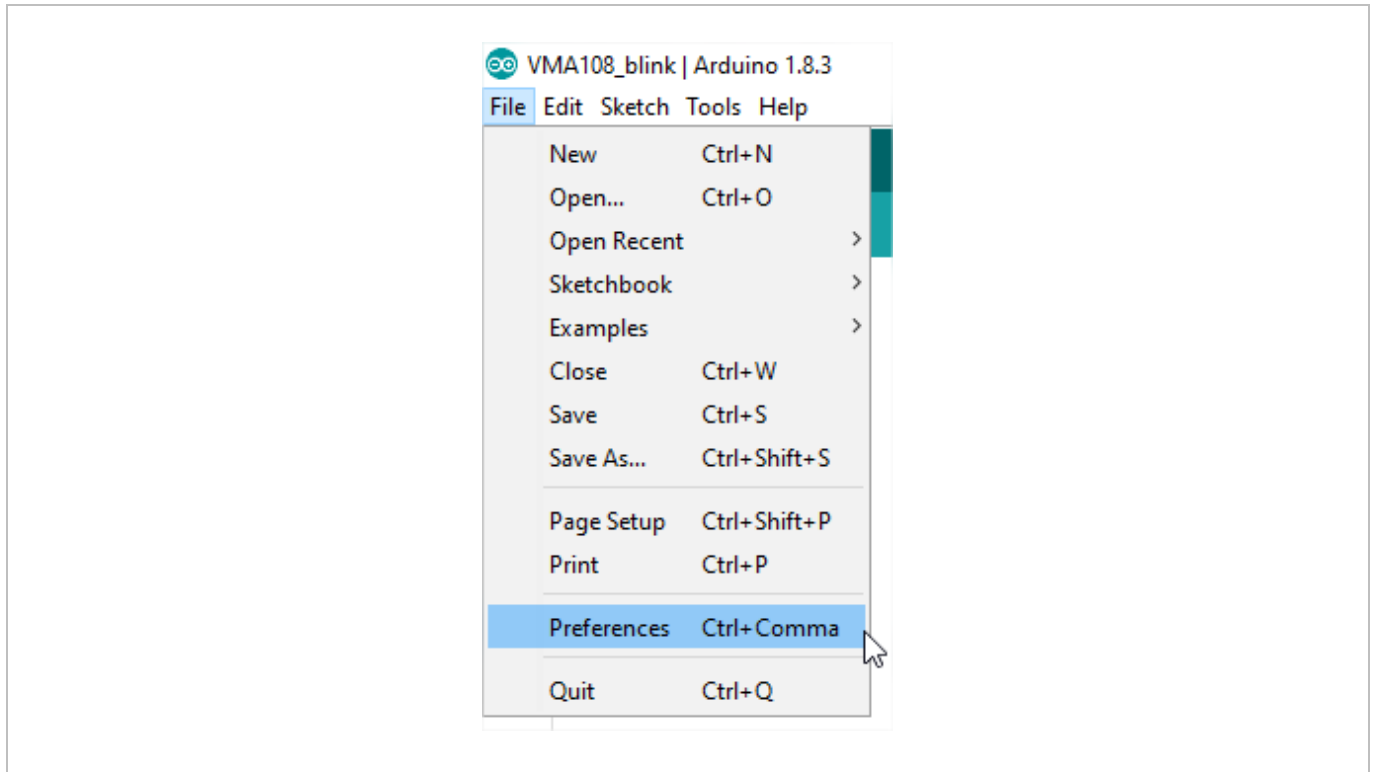 VMA108_blink | Arduino 1.8.3
File Edit Sketch Tools Help
New Ctrl+N
Open... Ctrl+O
Open Recent
Sketchbook
Examples
Close Ctrl+W
Save Ctrl+S
Save As... Ctrl+Shift+S
Page Setup Ctrl+Shift+P
Print Ctrl+P
Preferences Ctrl+Comma
Quit Ctrl+Q